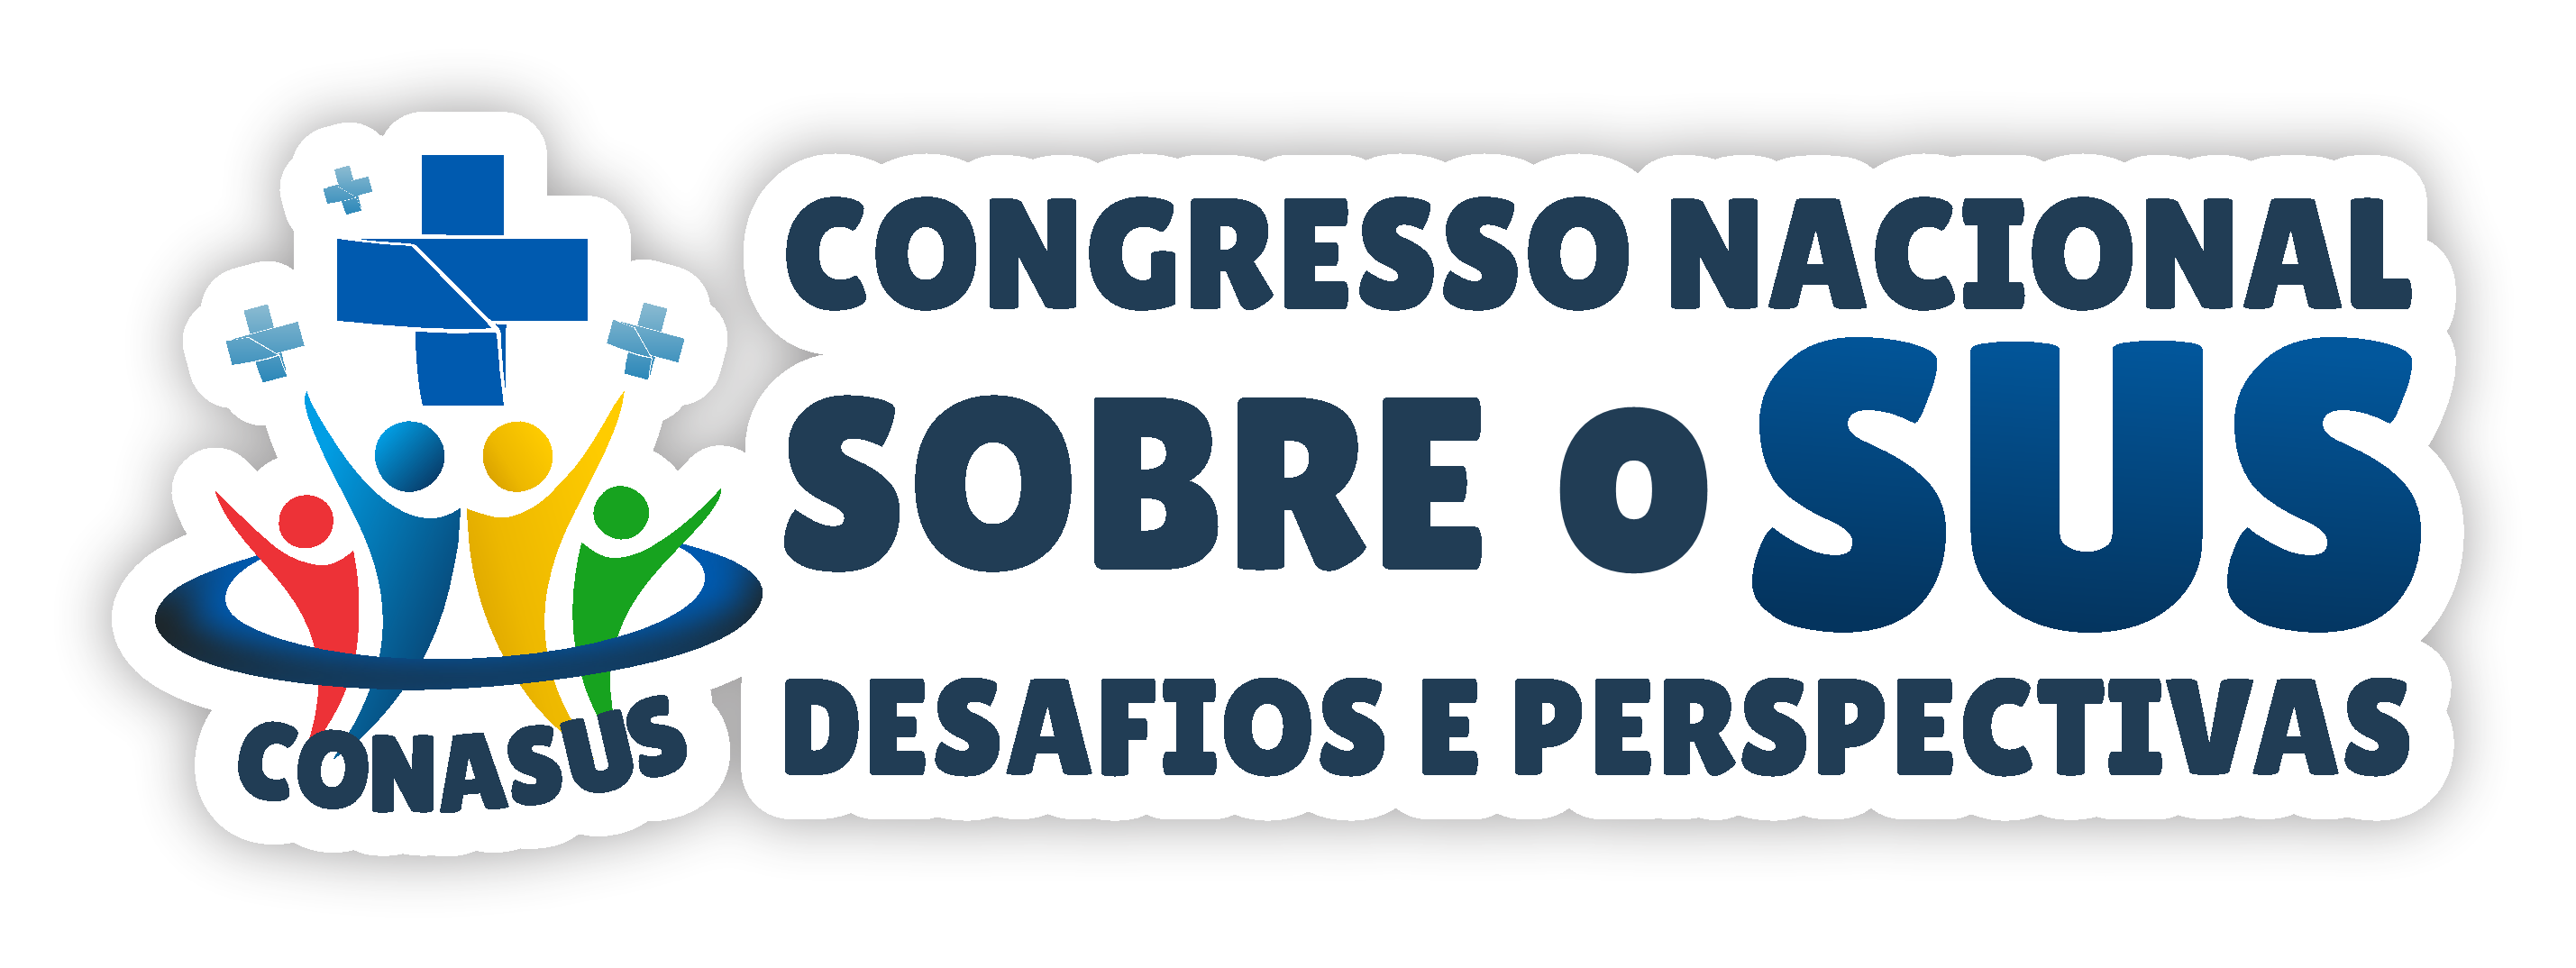 CONASUS
CONGRESSO NACIONAL
SOBRE O SUS
DESAFIOS E PERSPECTIVAS